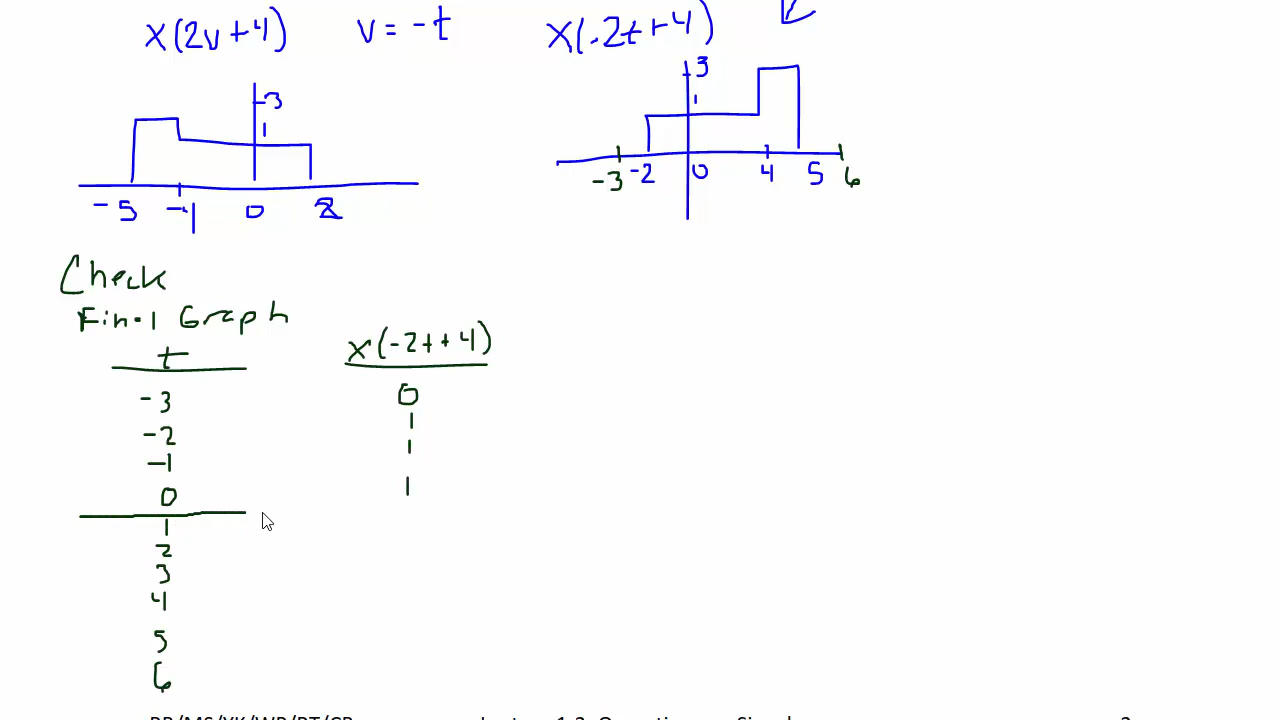 x(2v+4) v = -t x(-2t+4)
3
1
-5 -4 0 2
3
1
-3 -2 0 4 5 6
Check
Final Graph
t x(-2t+4)
-3 0
-2 1
-1 1
0 1
1
2
3
4
5
6